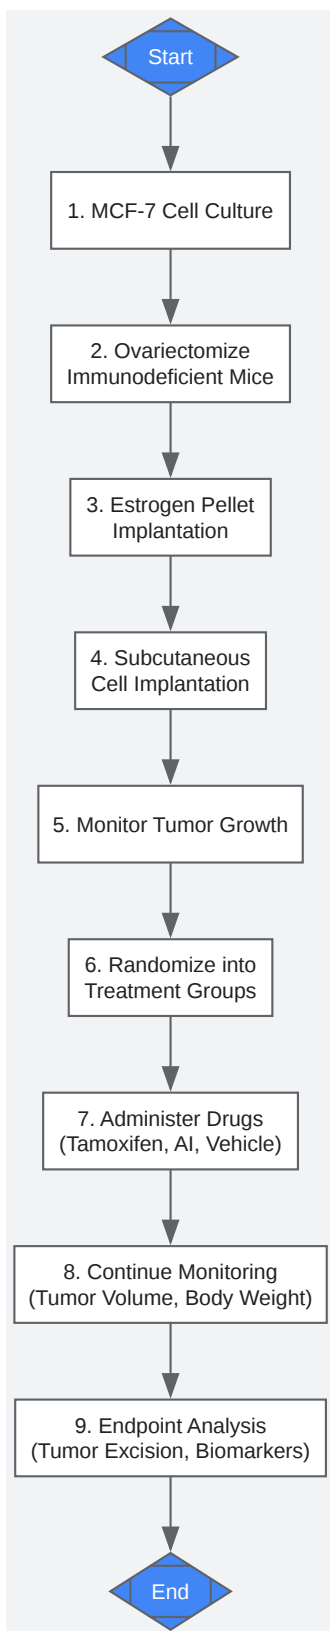 Start
1. MCF-7 Cell Culture
2. Ovariectomize
Immunodeficient Mice
3. Estrogen Pellet
Implantation
4. Subcutaneous
Cell Implantation
5. Monitor Tumor Growth
6. Randomize into
Treatment Groups
7. Administer Drugs
(Tamoxifen, AI, Vehicle)
8. Continue Monitoring
(Tumor Volume, Body Weight)
9. Endpoint Analysis
(Tumor Excision, Biomarkers)
End